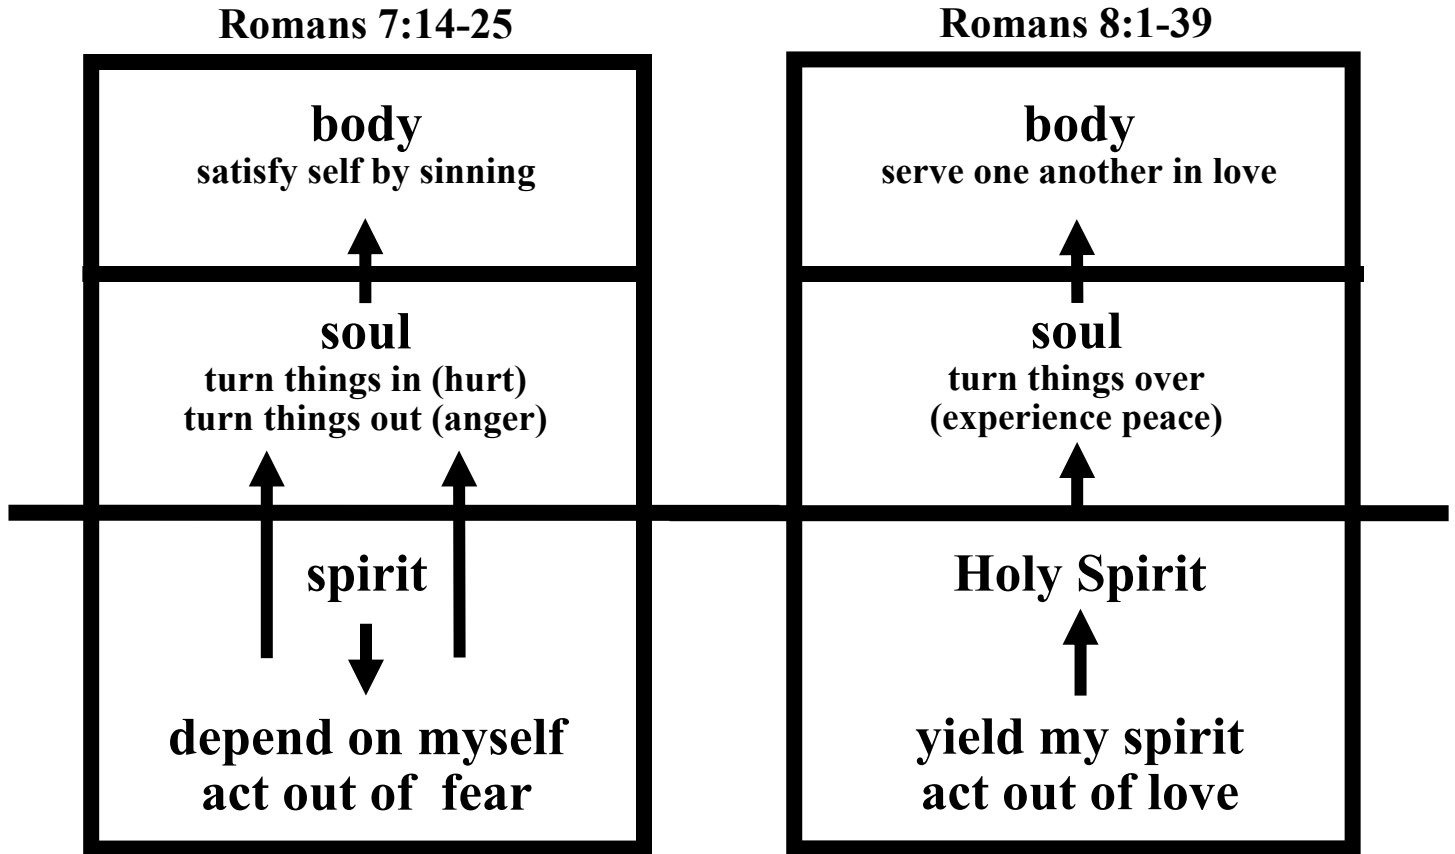 Romans 7:14-25
body
satisfy self by sinning
soul
turn things in (hurt)
turn things out (anger)
spirit
depend on myself
act out of fear
Romans 8:1-39
body
serve one another in love
soul
turn things over
(experience peace)
Holy Spirit
yield my spirit
act out of love